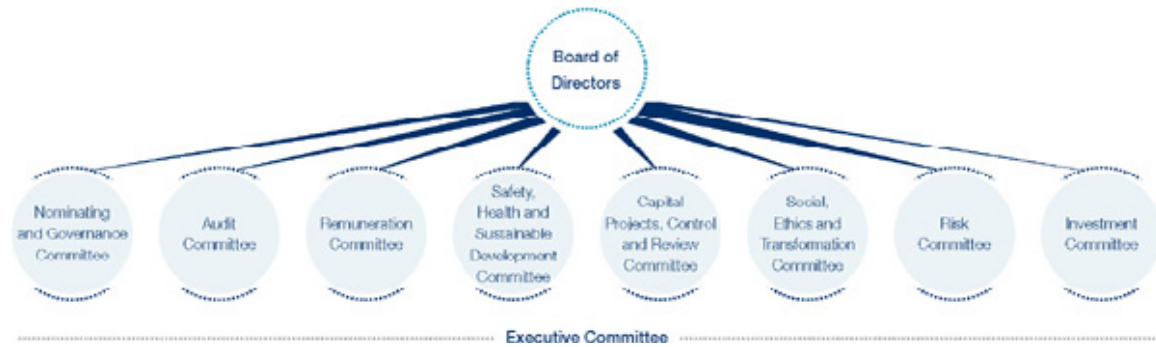 Board of
Directors
Nominating
and Governance
Committee
Audit
Committee
Remuneration
Committee
Safety,
Health and
Sustainable
Development
Committee
Capital
Projects, Control
and Review
Committee
Social,
Ethics and
Transformation
Committee
Risk
Committee
Investment
Committee
Executive Committee